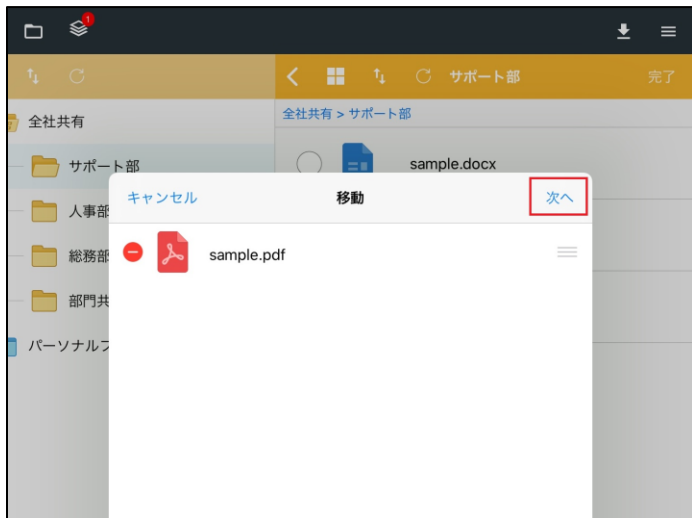 1
サポート部
完了
全社共有
全社共有 > サポート部
サポート部
sample.docx
人事部
総務部
部門共
パーソナルフ
キャンセル
移動
次へ
sample.pdf